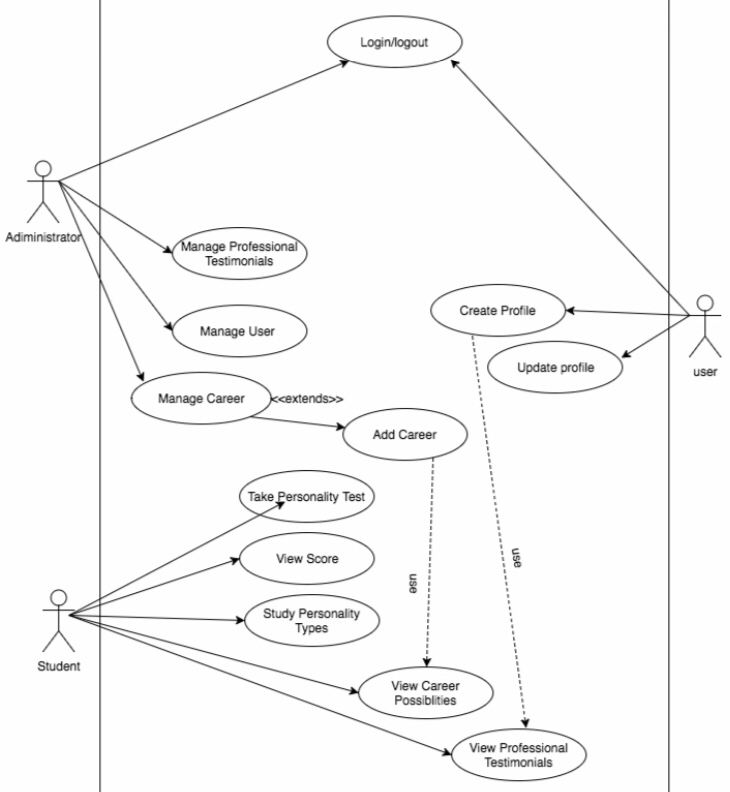 Login/logout
Adiministrator
Manage Professional
Testimonials
Create Profile
Manage User
Update profile
user
Manage Career
<<extends>>
Add Career
Take Personality Test
View Score
use
use
Study Personality
Types
Student
View Career
Possiblities
View Professional
Testimonials